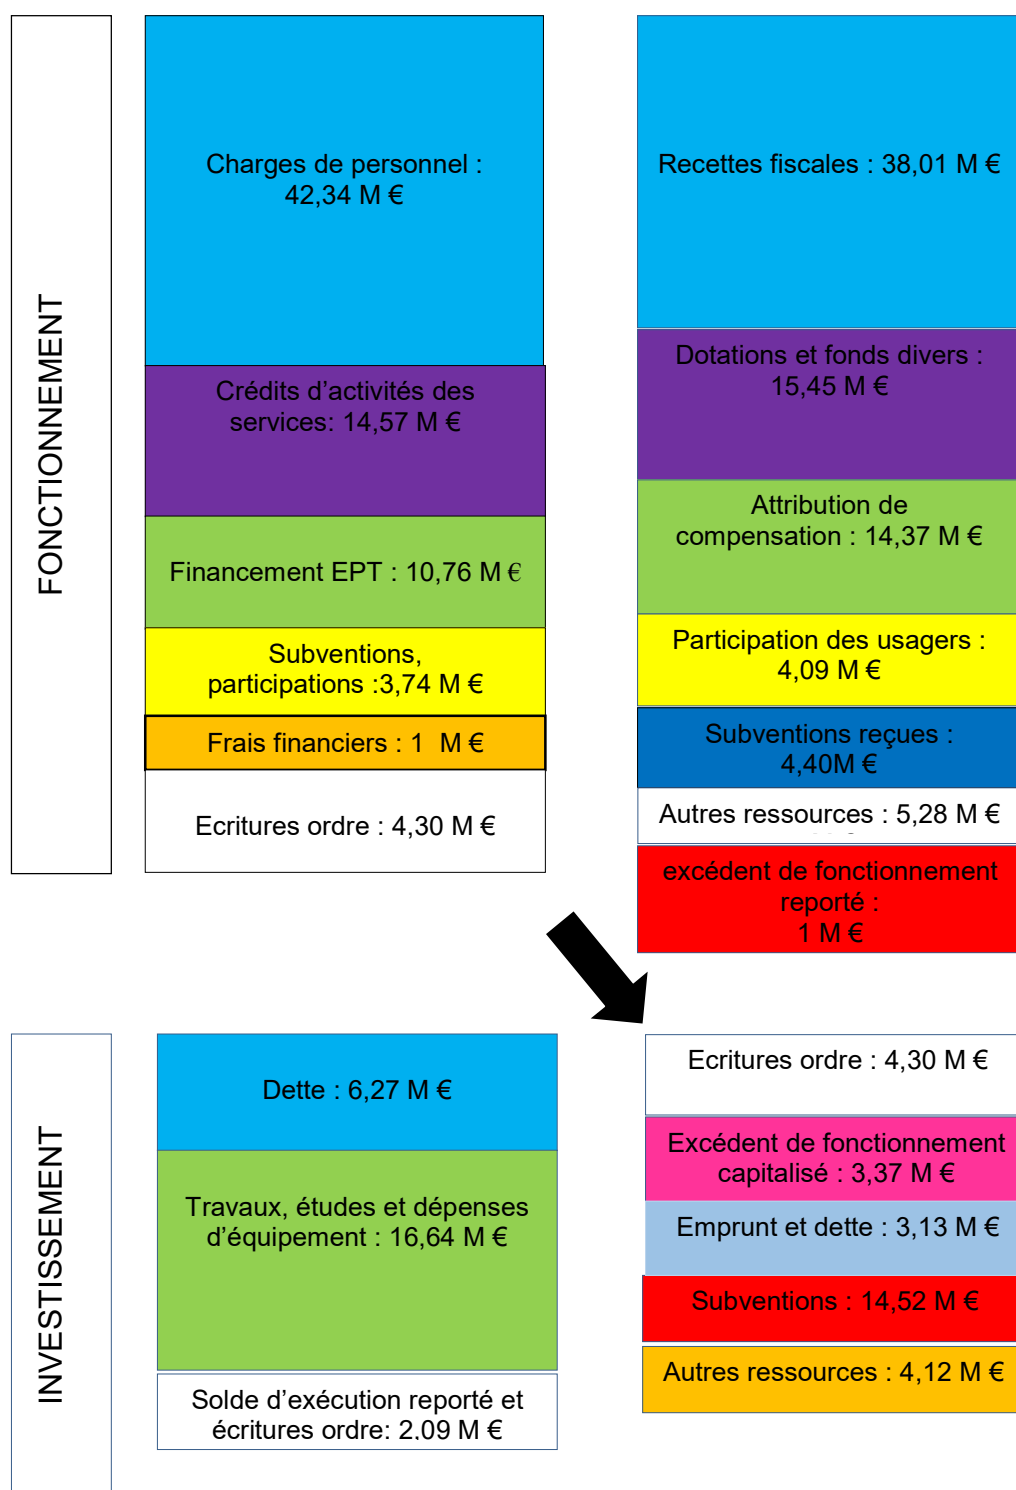 FONCTIONNEMENT
Charges de personnel :
42,34 M €
Crédits d’activités des
services: 14,57 M €
Financement EPT : 10,76 M €
Subventions,
participations :3,74 M €
Frais financiers : 1  M €
Ecritures ordre : 4,30 M €
Recettes fiscales : 38,01 M €
Dotations et fonds divers :
15,45 M €
Attribution de
compensation : 14,37 M €
Participation des usagers :
4,09 M €
Subventions reçues :
4,40M €
Autres ressources : 5,28 M €
excédent de fonctionnement
reporté :
1 M €
INVESTISSEMENT
Dette : 6,27 M €
Travaux, études et dépenses
d’équipement : 16,64 M €
Solde d’exécution reporté et
écritures ordre: 2,09 M €
Ecritures ordre : 4,30 M €
Excédent de fonctionnement
capitalisé : 3,37 M €
Emprunt et dette : 3,13 M €
Subventions : 14,52 M €
Autres ressources : 4,12 M €